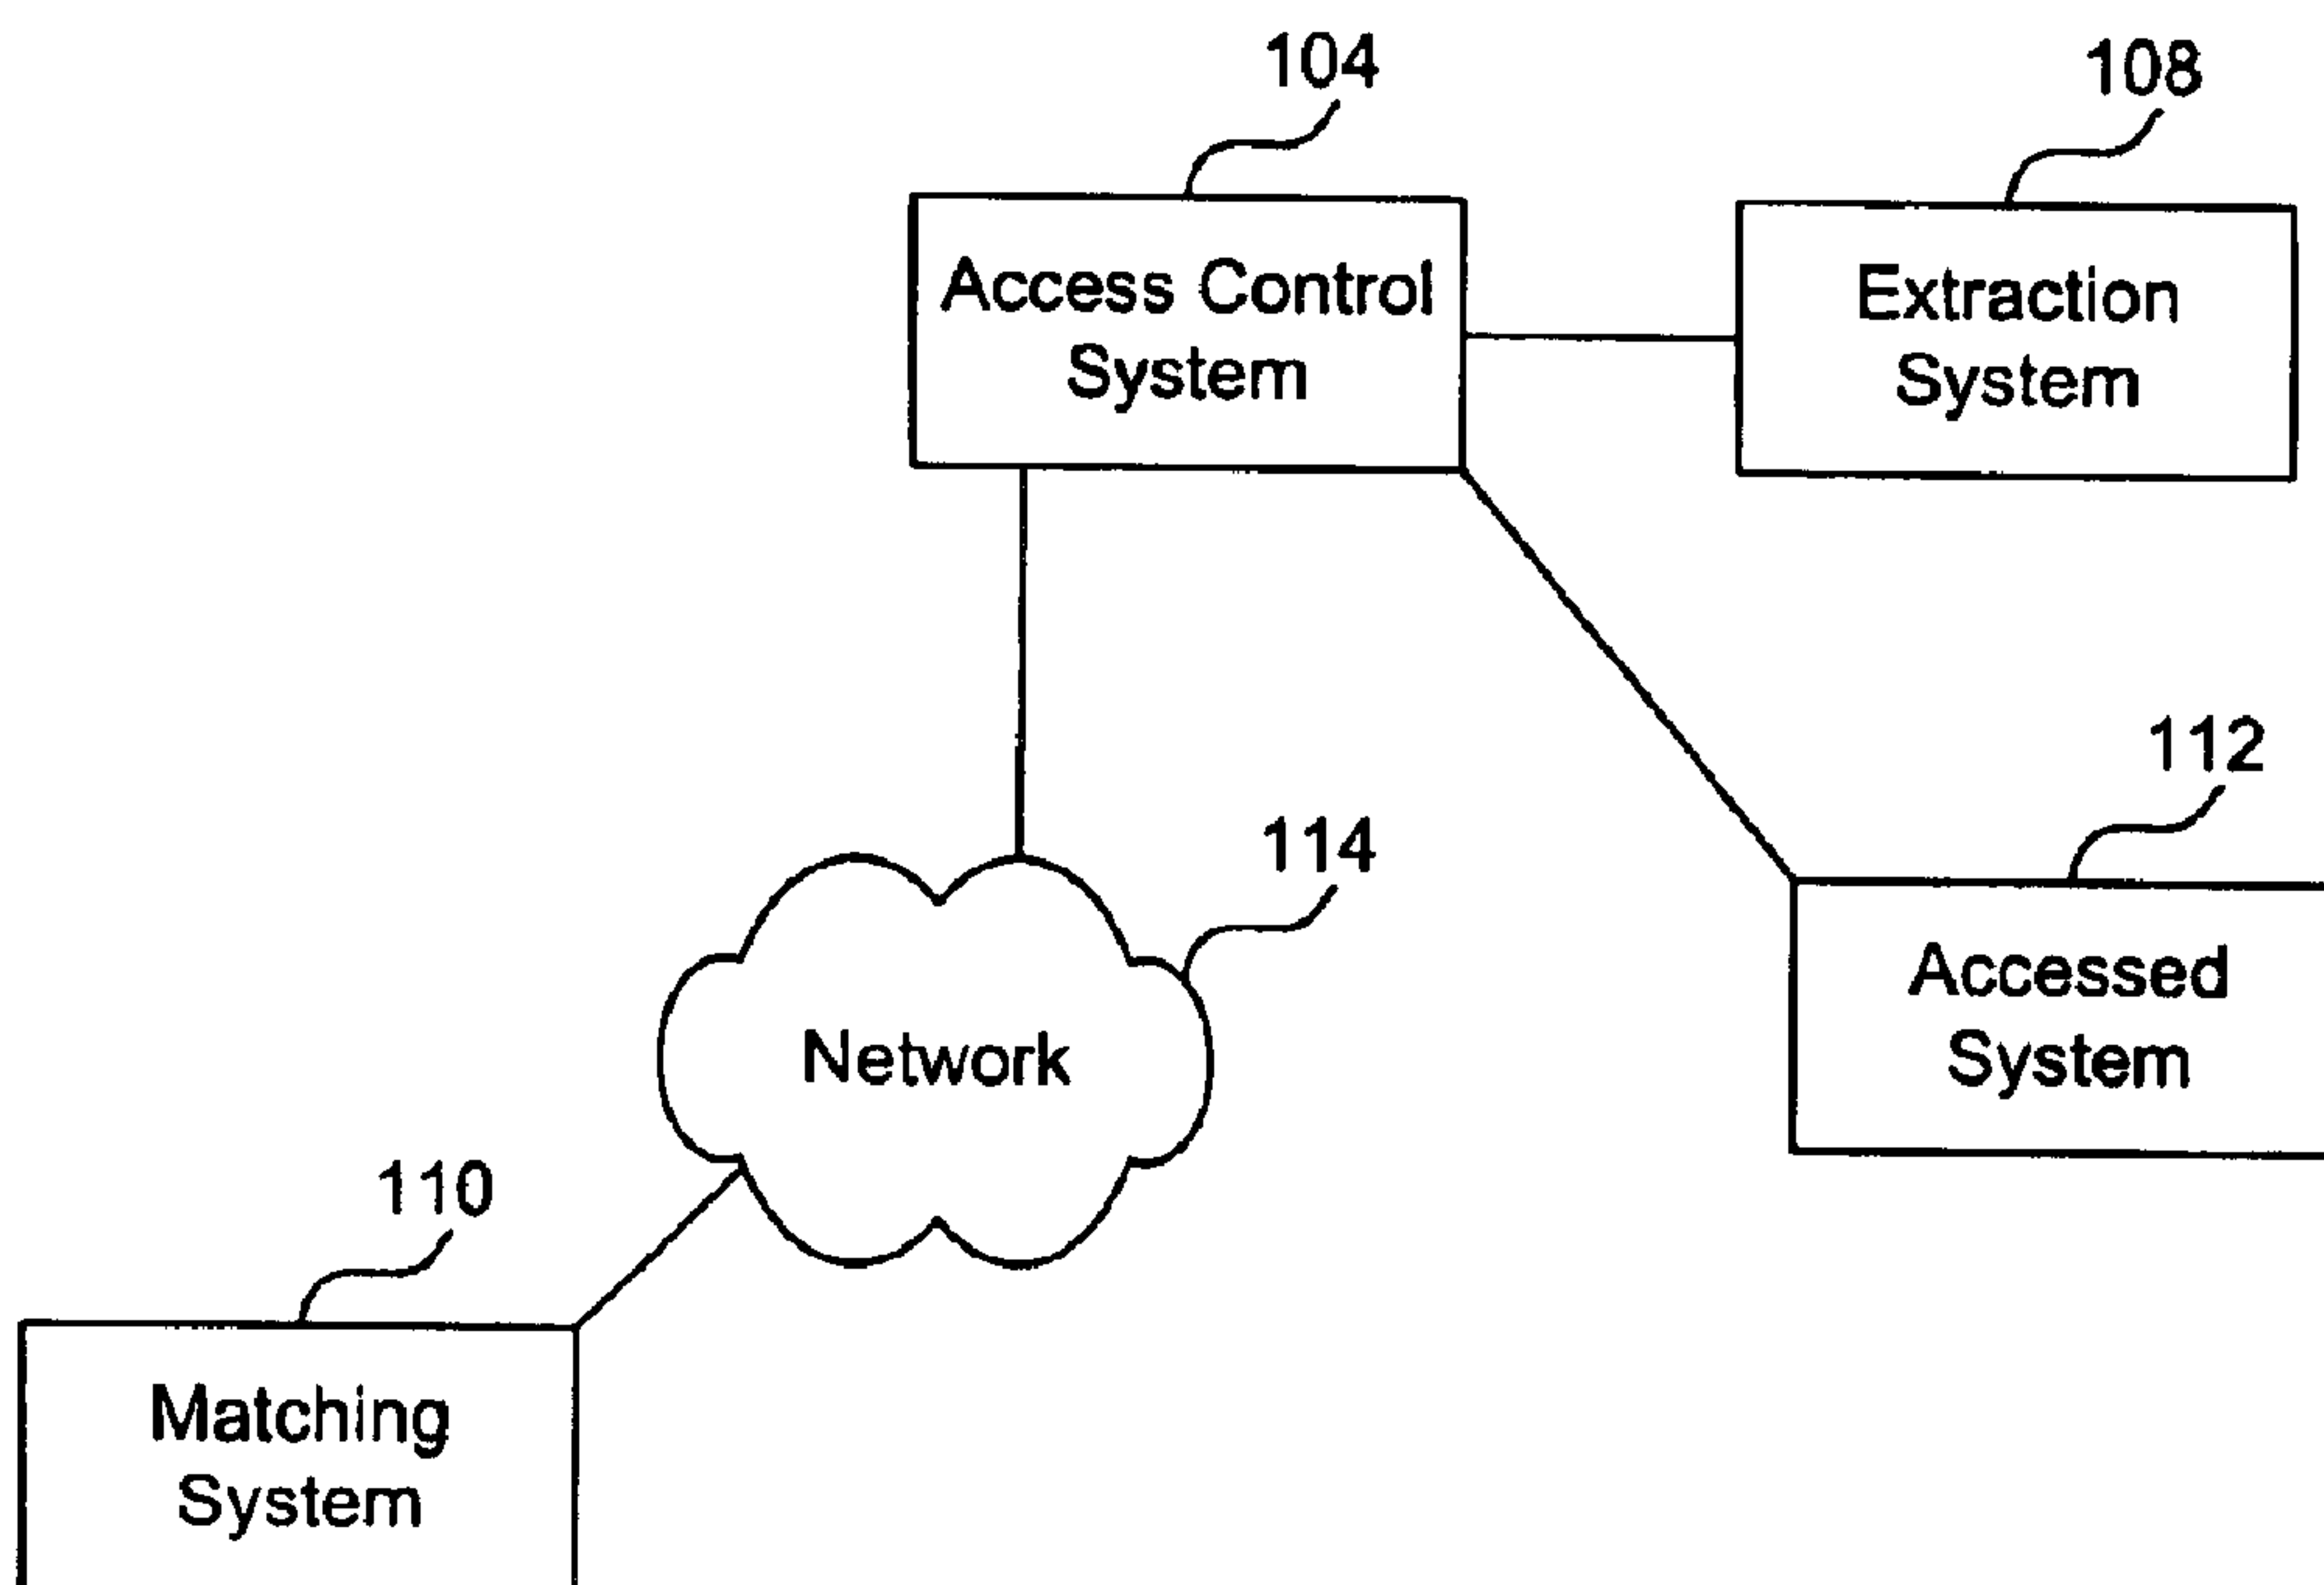 104
108
Access Control
System
Extraction
System
112
114
Accessed
System
Network
110
Matching
System